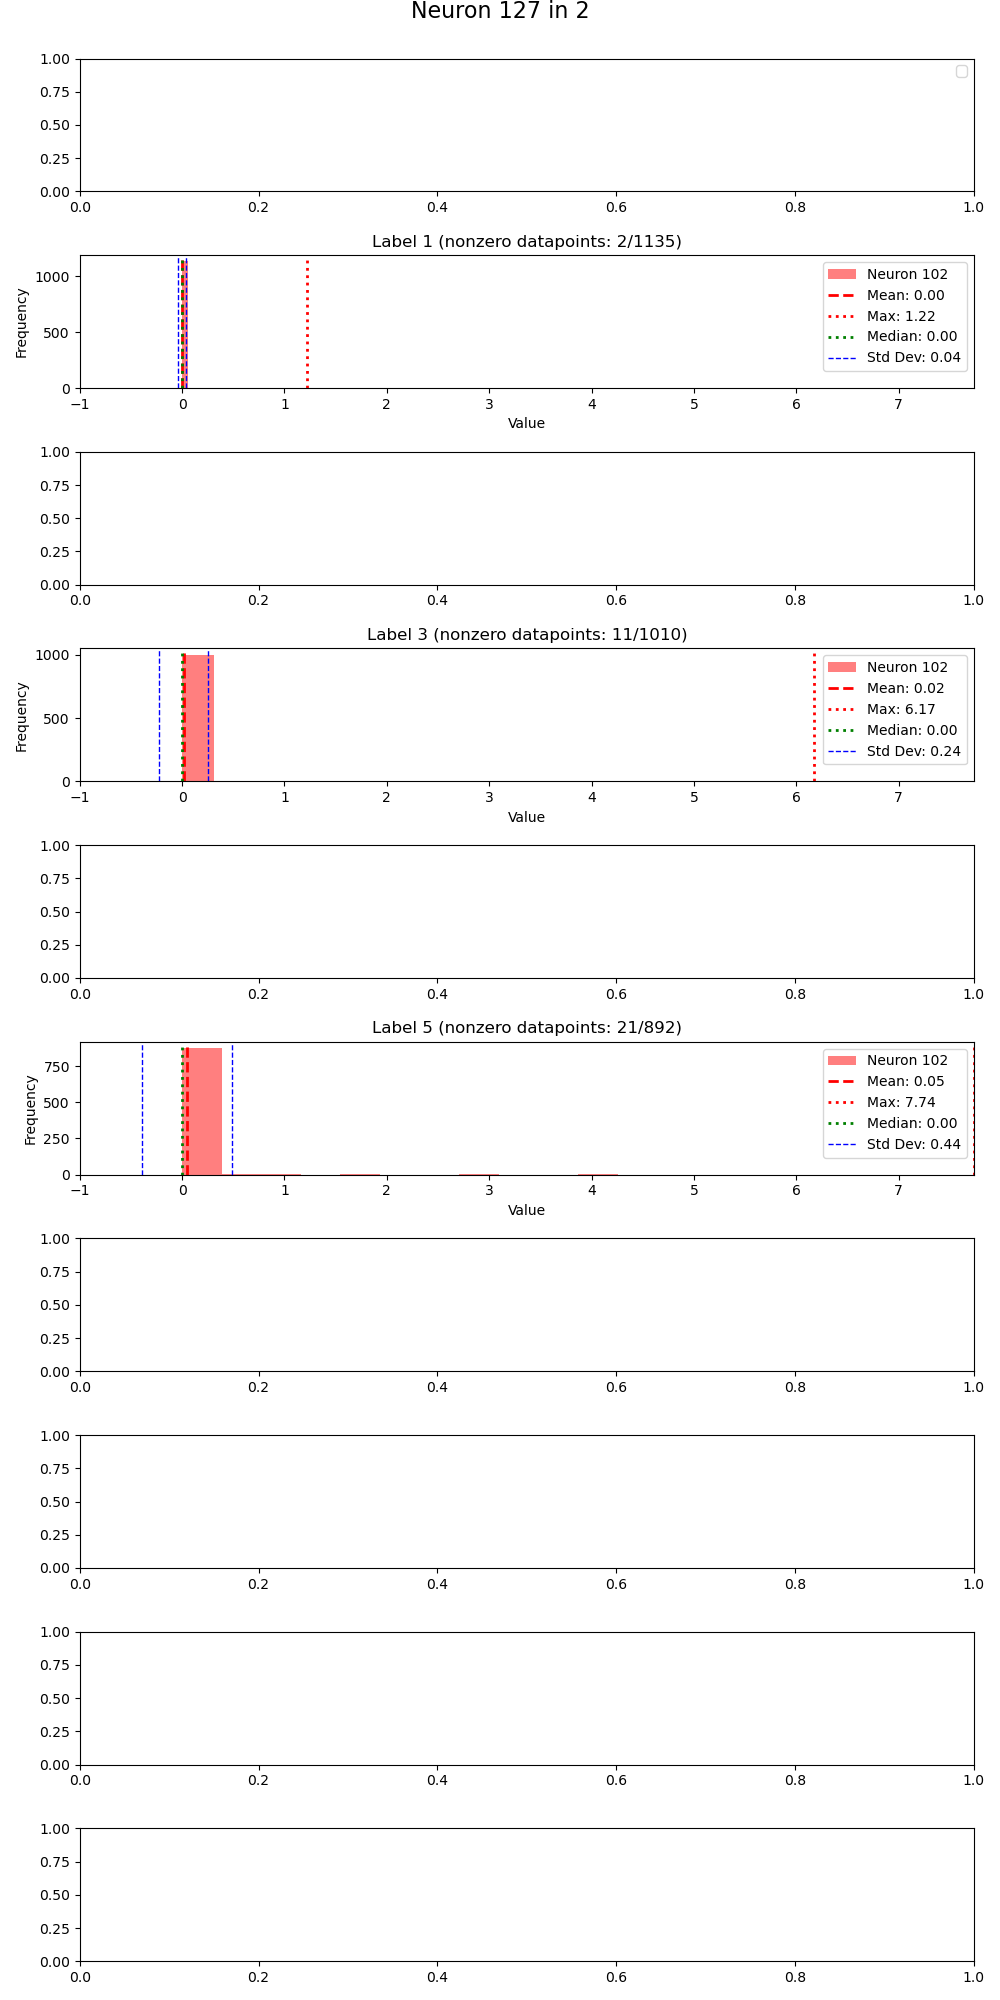 Neuron 127 in 2
1.00
0.75
0.50
0.25
0.00
0.0 0.2 0.4 0.6 0.8 1.0
Label 1 (nonzero datapoints: 2/1135)
Frequency
1000
500
0
Neuron 102
Mean: 0.00
Max: 1.22
Median: 0.00
Std Dev: 0.04
−1 0 1 2 3 4 5 6 7
Value
1.00
0.75
0.50
0.25
0.00
0.0 0.2 0.4 0.6 0.8 1.0
Label 3 (nonzero datapoints: 11/1010)
Frequency
1000
500
0
Neuron 102
Mean: 0.02
Max: 6.17
Median: 0.00
Std Dev: 0.24
−1 0 1 2 3 4 5 6 7
Value
1.00
0.75
0.50
0.25
0.00
0.0 0.2 0.4 0.6 0.8 1.0
Label 5 (nonzero datapoints: 21/892)
Frequency
750
500
250
0
Neuron 102
Mean: 0.05
Max: 7.74
Median: 0.00
Std Dev: 0.44
−1 0 1 2 3 4 5 6 7
Value
1.00
0.75
0.50
0.25
0.00
0.0 0.2 0.4 0.6 0.8 1.0
1.00
0.75
0.50
0.25
0.00
0.0 0.2 0.4 0.6 0.8 1.0
1.00
0.75
0.50
0.25
0.00
0.0 0.2 0.4 0.6 0.8 1.0
1.00
0.75
0.50
0.25
0.00
0.0 0.2 0.4 0.6 0.8 1.0